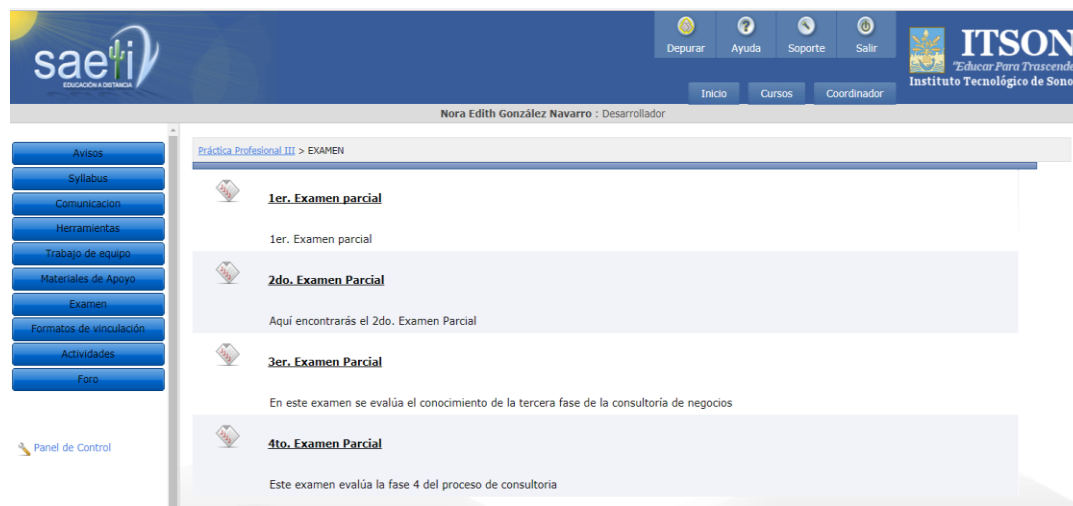 saeti
EDUCACIÓN A DISTANCIA
Depurar Ayuda Soporte Salir
Inicio Cursos Coordinador
ITSON
"Educar Para Trascende
Instituto Tecnológico de Sono
Nora Edith González Navarro : Desarrollador
Avisos
Syllabus
Comunicacion
Herramientas
Trabajo de equipo
Materiales de Apoyo
Examen
Formatos de vinculación
Actividades
Foro
Panel de Control
Práctica Profesional III > EXAMEN
1er. Examen parcial
1er. Examen parcial
2do. Examen Parcial
Aquí encontrarás el 2do. Examen Parcial
3er. Examen Parcial
En este examen se evalúa el conocimiento de la tercera fase de la consultoría de negocios
4to. Examen Parcial
Este examen evalúa la fase 4 del proceso de consultoria